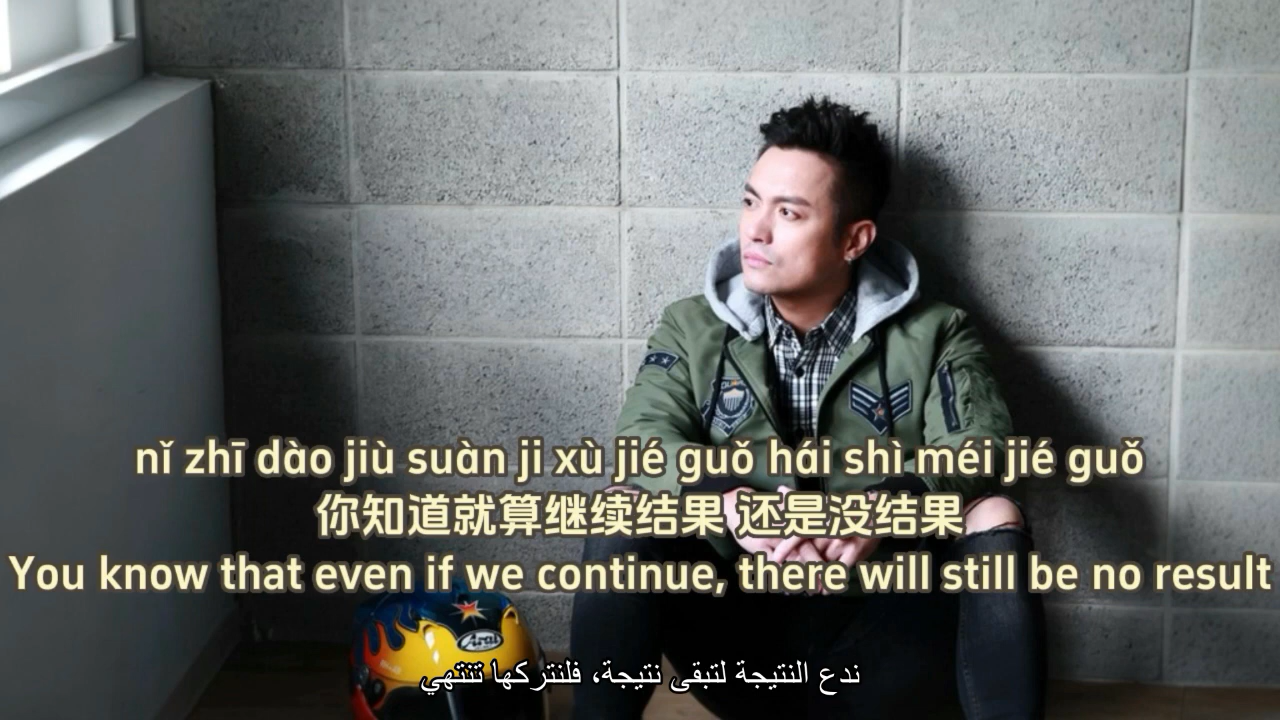 nǐ zhī dào jiù suàn ji xù jié guǒ hái shì méi jié guǒ
你知道就算继续结果 还是没结果
You know that even if we continue, there will still be no result
Arai
ندع النتيجة لتبقى نتيجة، فلنتركها تنتهي